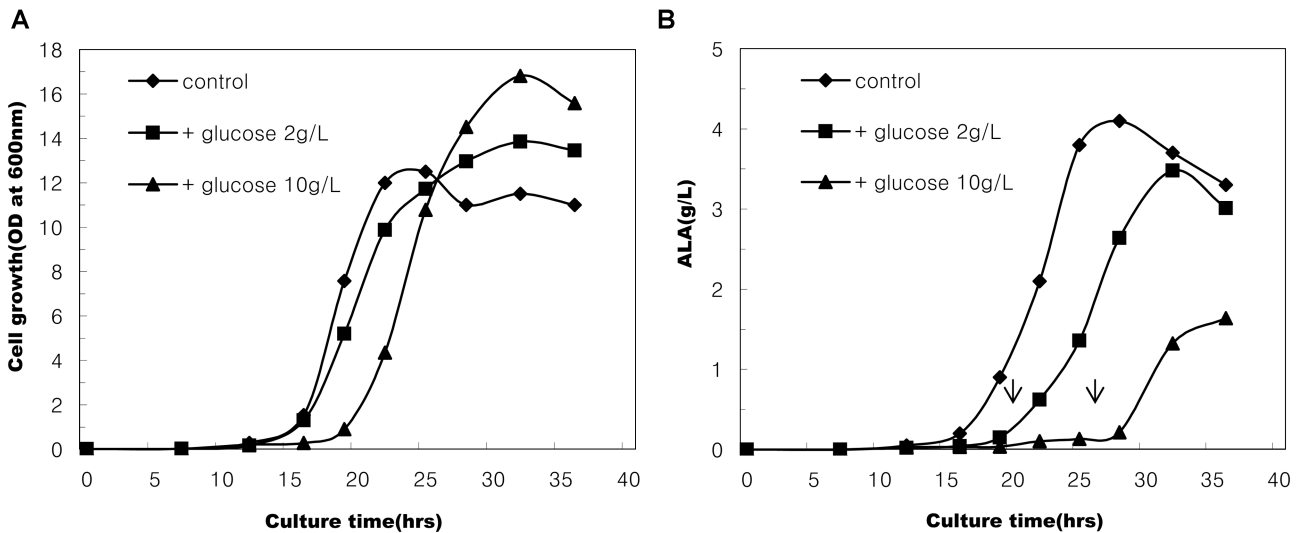 A
Cell growth(OD at 600nm)
18
16
14
12
10
8
6
4
2
0
control
+ glucose 2g/L
+ glucose 10g/L
0 5 10 15 20 25 30 35 40
Culture time(hrs)
B
ALA(g/L)
5
4
3
2
1
0
control
+ glucose 2g/L
+ glucose 10g/L
0 5 10 15 20 25 30 35 40
Culture time(hrs)